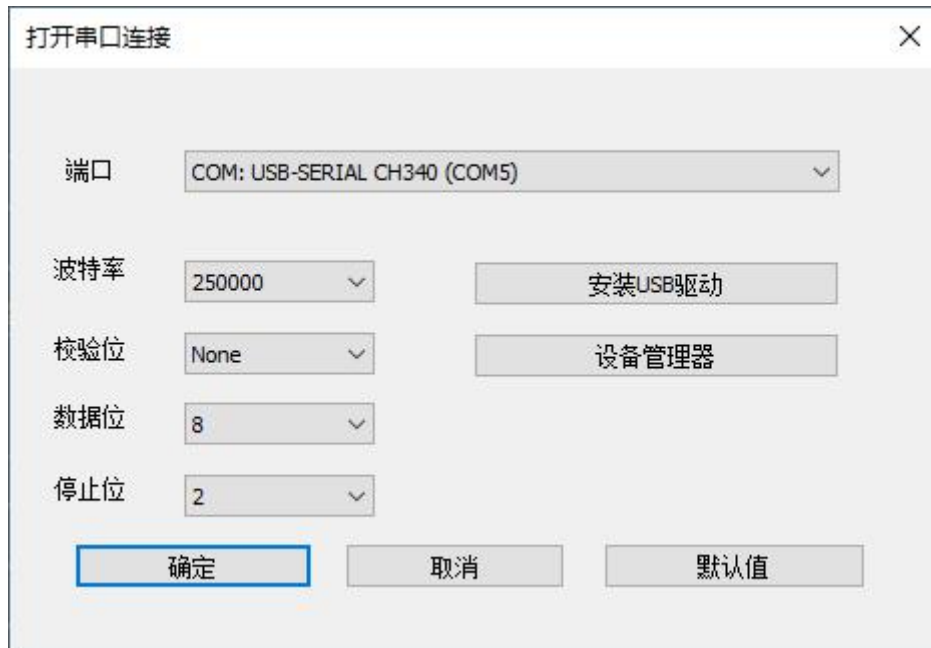 打开串口连接
端口
COM: USB-SERIAL CH340 (COM5)
波特率
250000
安装USB驱动
校验位
None
设备管理器
数据位
8
停止位
2
确定
取消
默认值